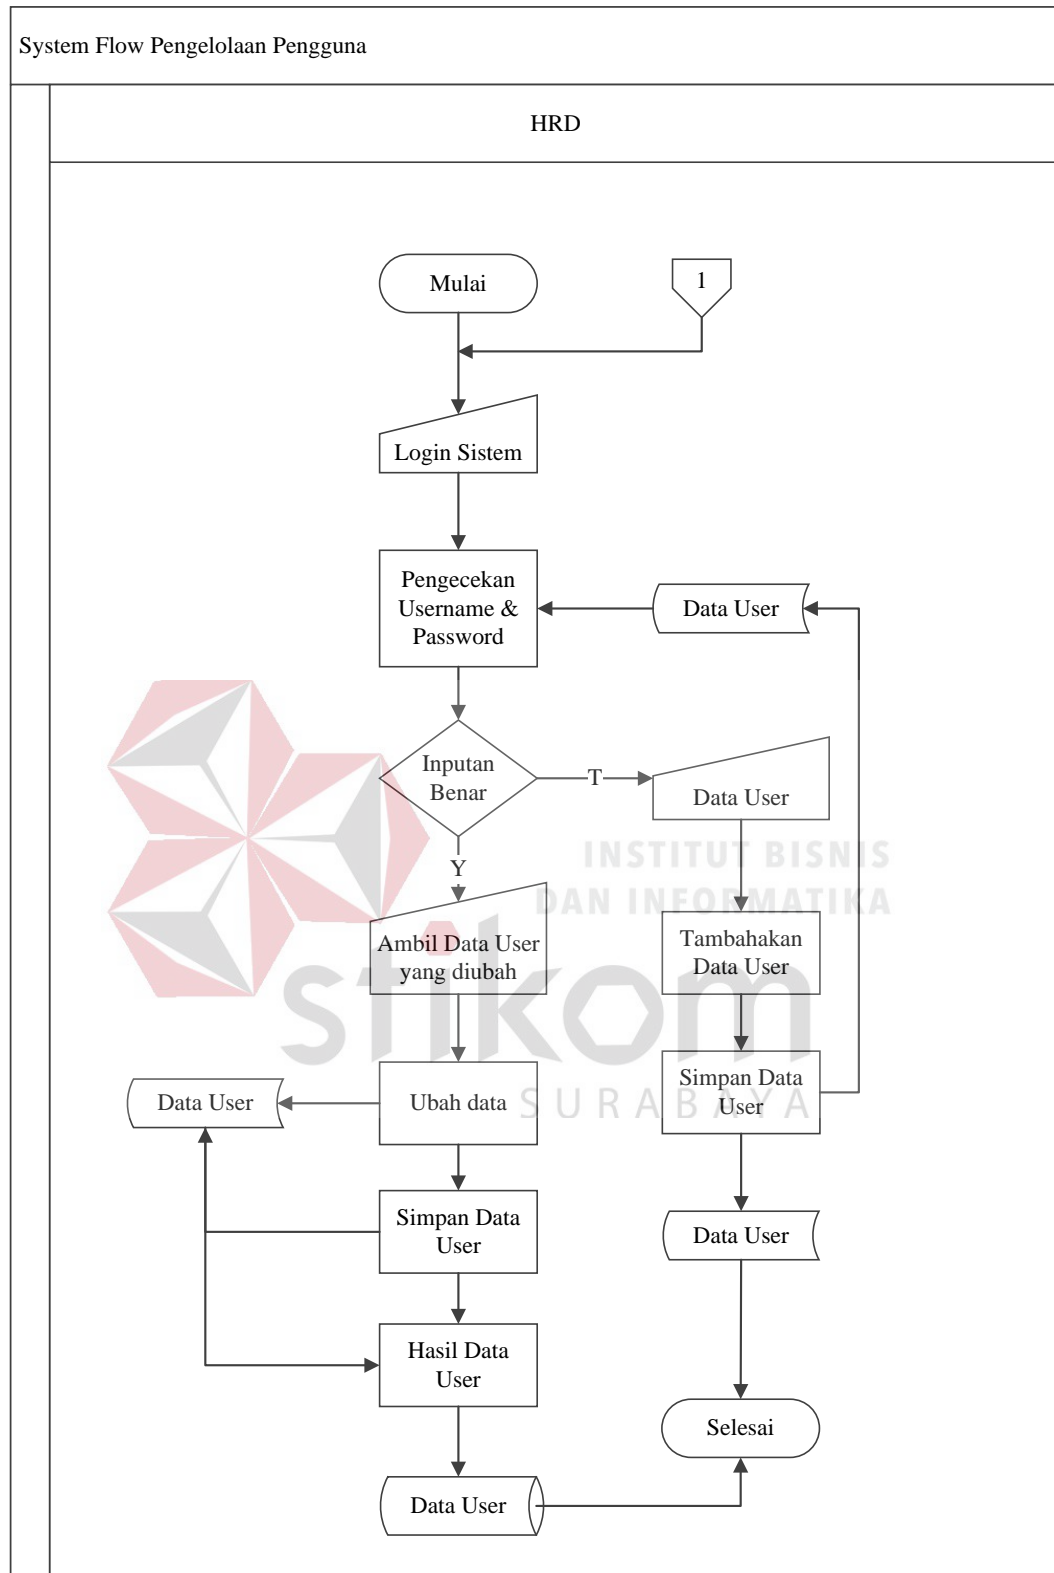 System Flow Pengelolaan Pengguna
HRD
Mulai
1
Login Sistem
Pengecekan
Username &
Password
Data User
Inputan
Benar
T
Data User
Y
INSTITUT BISNIS
DAN INFORMATIKA
Ambil Data User
yang diubah
Tambahakan
Data User
stikom
SURABAYA
Data User
Ubah data
Simpan Data
User
Simpan Data
User
Data User
Hasil Data
User
Selesai
Data User